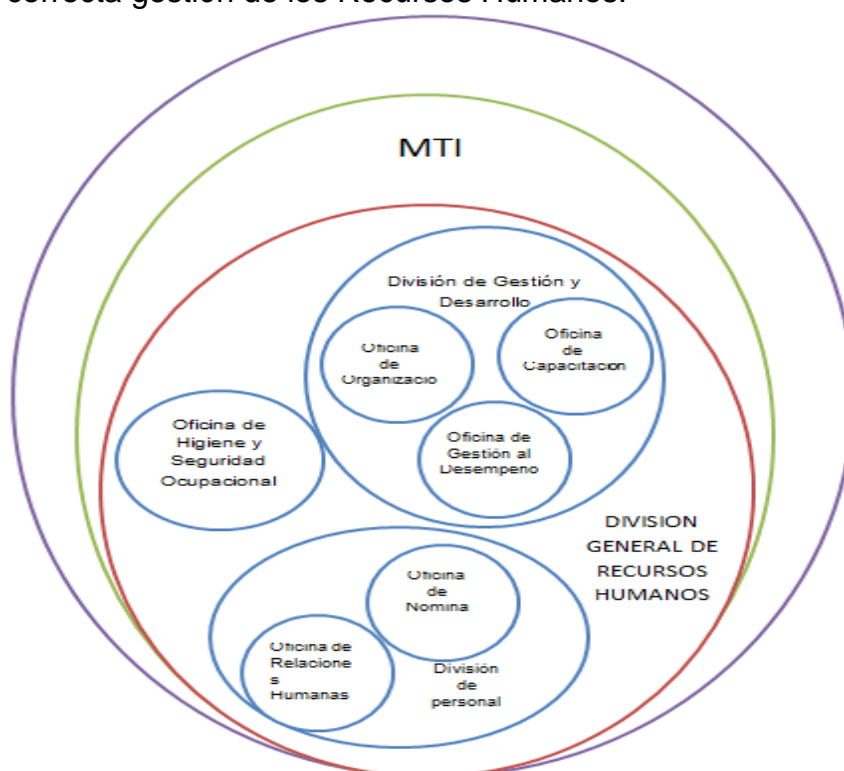 correcta gestión de los Recursos Humanos.
MTI
División de Gestión y
Desarrollo
Oficina
de
Organizacio
Oficina
de
Capacitacion
Oficina de
Gestión al
Desempeno
Oficina de
Higiene y
Seguridad
Ocupacional
DIVISION
GENERAL DE
RECURSOS
HUMANOS
Oficina
de
Nomina
Oficina de
Relacione
s
Humanas
División
de
personal